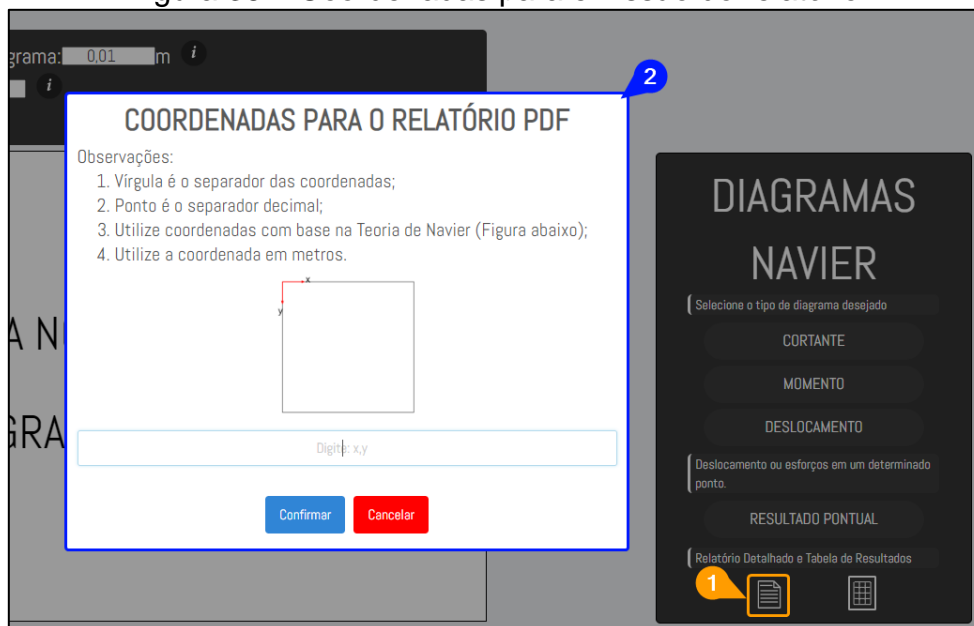 grama: 0,01 m i
i
2
COORDENADAS PARA O RELATÓRIO PDF
Observações:
1. Vírgula é o separador das coordenadas;
2. Ponto é o separador decimal;
3. Utilize coordenadas com base na Teoria de Navier (Figura abaixo);
4. Utilize a coordenada em metros.
x
y
A N
GRA
Digite: x,y
Confirmar Cancelar
DIAGRAMAS
NAVIER
Selecione o tipo de diagrama desejado
CORTANTE
MOMENTO
DESLOCAMENTO
Deslocamento ou esforços em um determinado
ponto.
RESULTADO PONTUAL
Relatório Detalhado e Tabela de Resultados
1